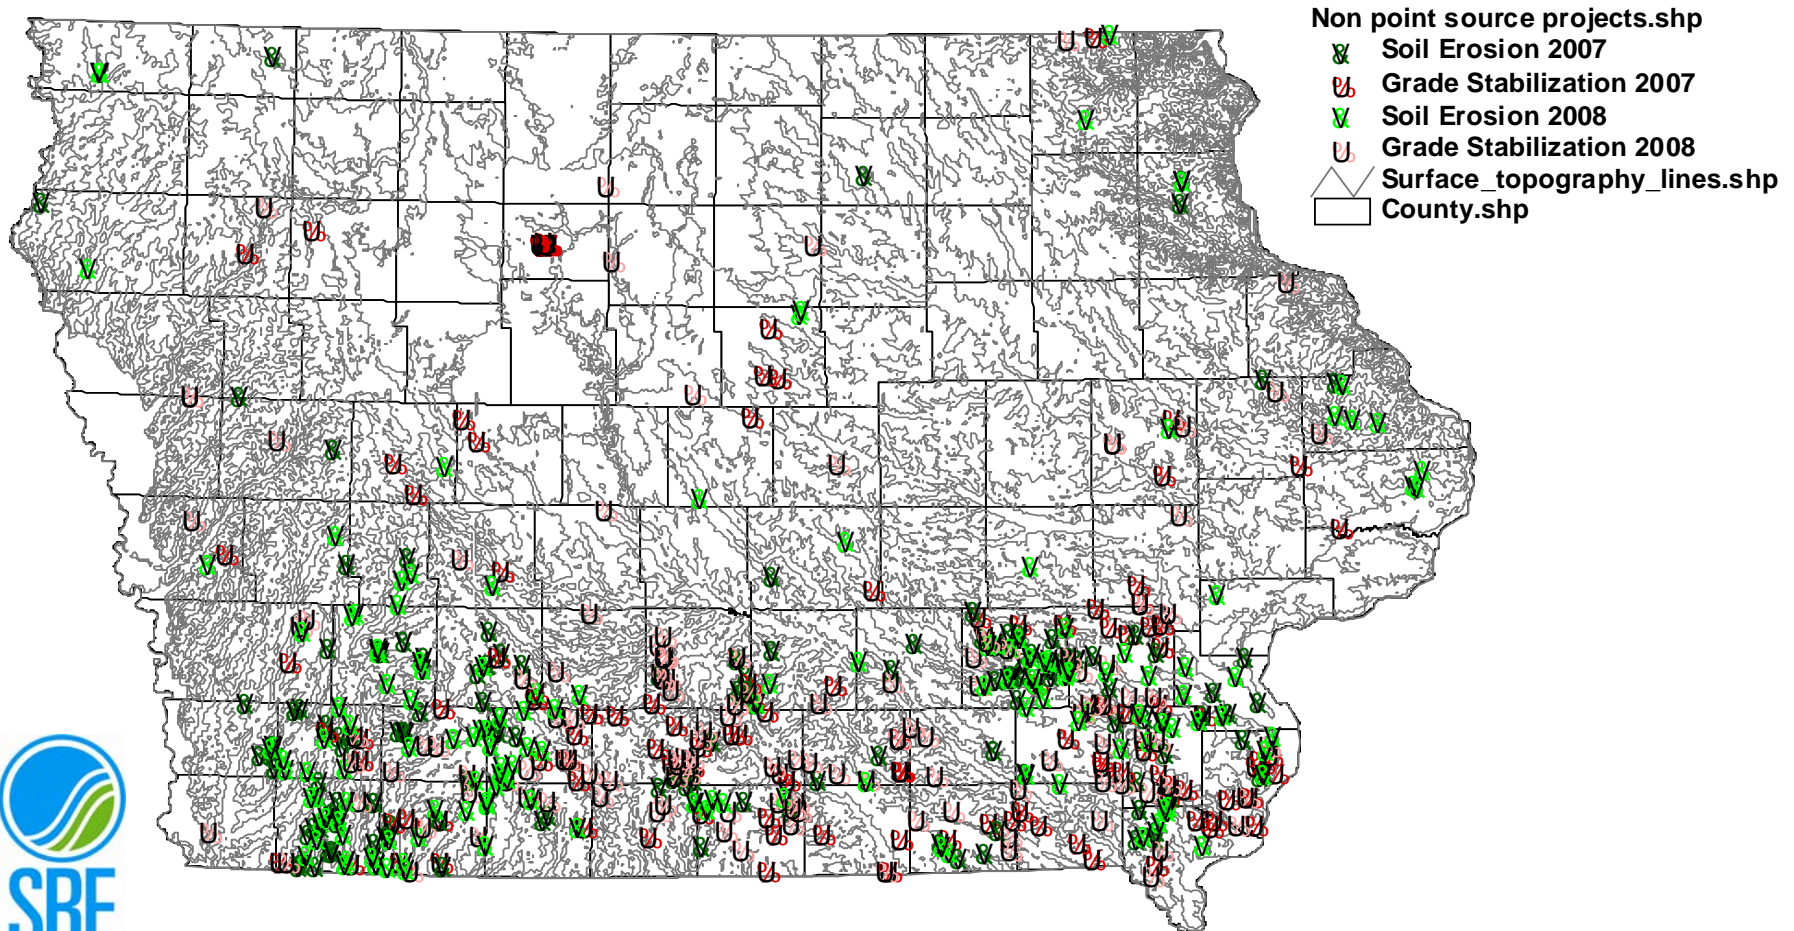 Non point source projects.shp
Soil Erosion 2007
Grade Stabilization 2007
Soil Erosion 2008
Grade Stabilization 2008
Surface_topography_lines.shp
County.shp
SRF